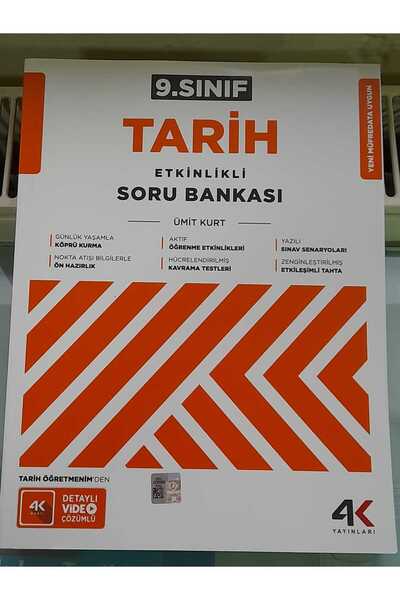 9.SINIF
YENİ MÜFREDATA UYGUN
TARİH
ETKİNLİKLİ
SORU BANKASI
ÜMİT KURT
GÜNLÜK YAŞAMLA
KÖPRÜ KURMA
AKTİF
ÖĞRENME ETKİNLİKLERİ
YAZILI
SINAV SENARYOLARI
NOKTA ATIŞI BİLGİLERLE
ÖN HAZIRLIK
HÜCRELENDİRİLMİŞ
KAVRAMA TESTLERİ
ZENGİNLEŞTİRİLMİŞ
ETKİLEŞİMLİ TAHTA
TARİH ÖĞRETMENİM'DEN
4K
DETAYLI
VİDEO
ÇÖZÜMLÜ
4K
YAYINLARI